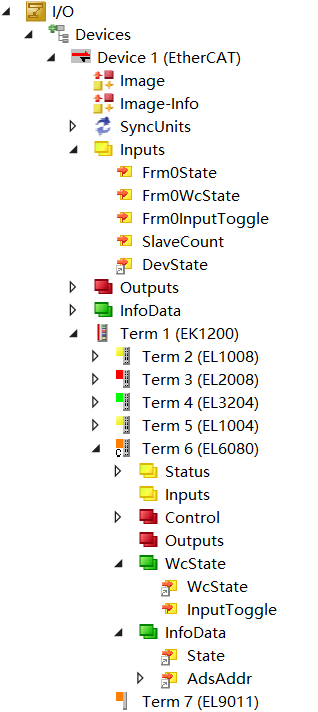 I/O
Devices
Device 1 (EtherCAT)
Image
Image-Info
SyncUnits
Inputs
Frm0State
Frm0WcState
Frm0InputToggle
SlaveCount
DevState
Outputs
InfoData
Term 1 (EK1200)
Term 2 (EL1008)
Term 3 (EL2008)
Term 4 (EL3204)
Term 5 (EL1004)
Term 6 (EL6080)
Status
Inputs
Control
Outputs
WcState
WcState
InputToggle
InfoData
State
AdsAddr
Term 7 (EL9011)